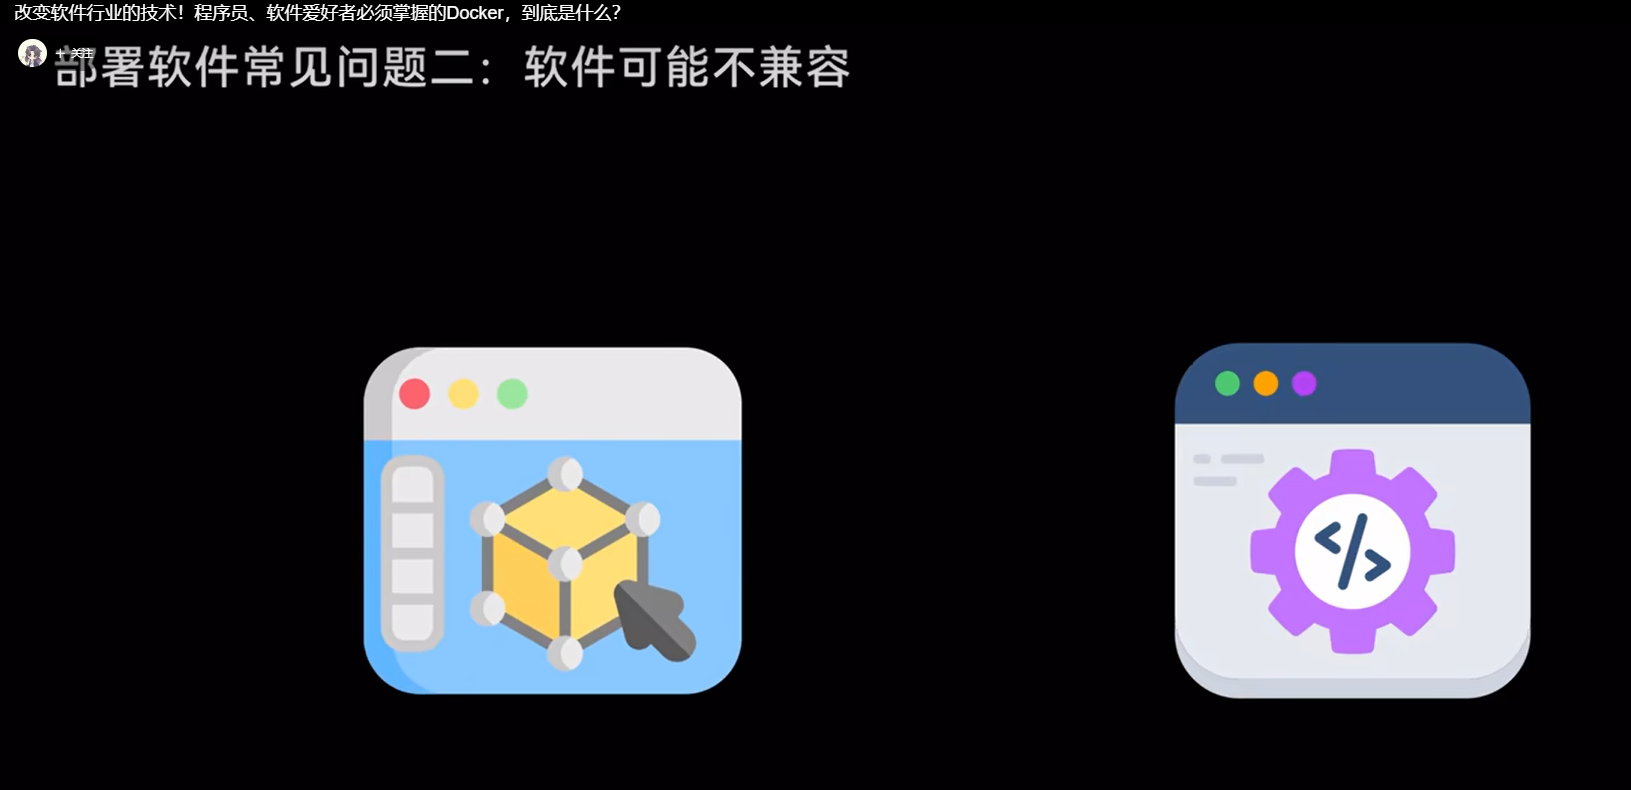 改变软件行业的技术！程序员、软件爱好者必须掌握的Docker，到底是什么？
+ 关注
部署软件常见问题二：软件可能不兼容
</>